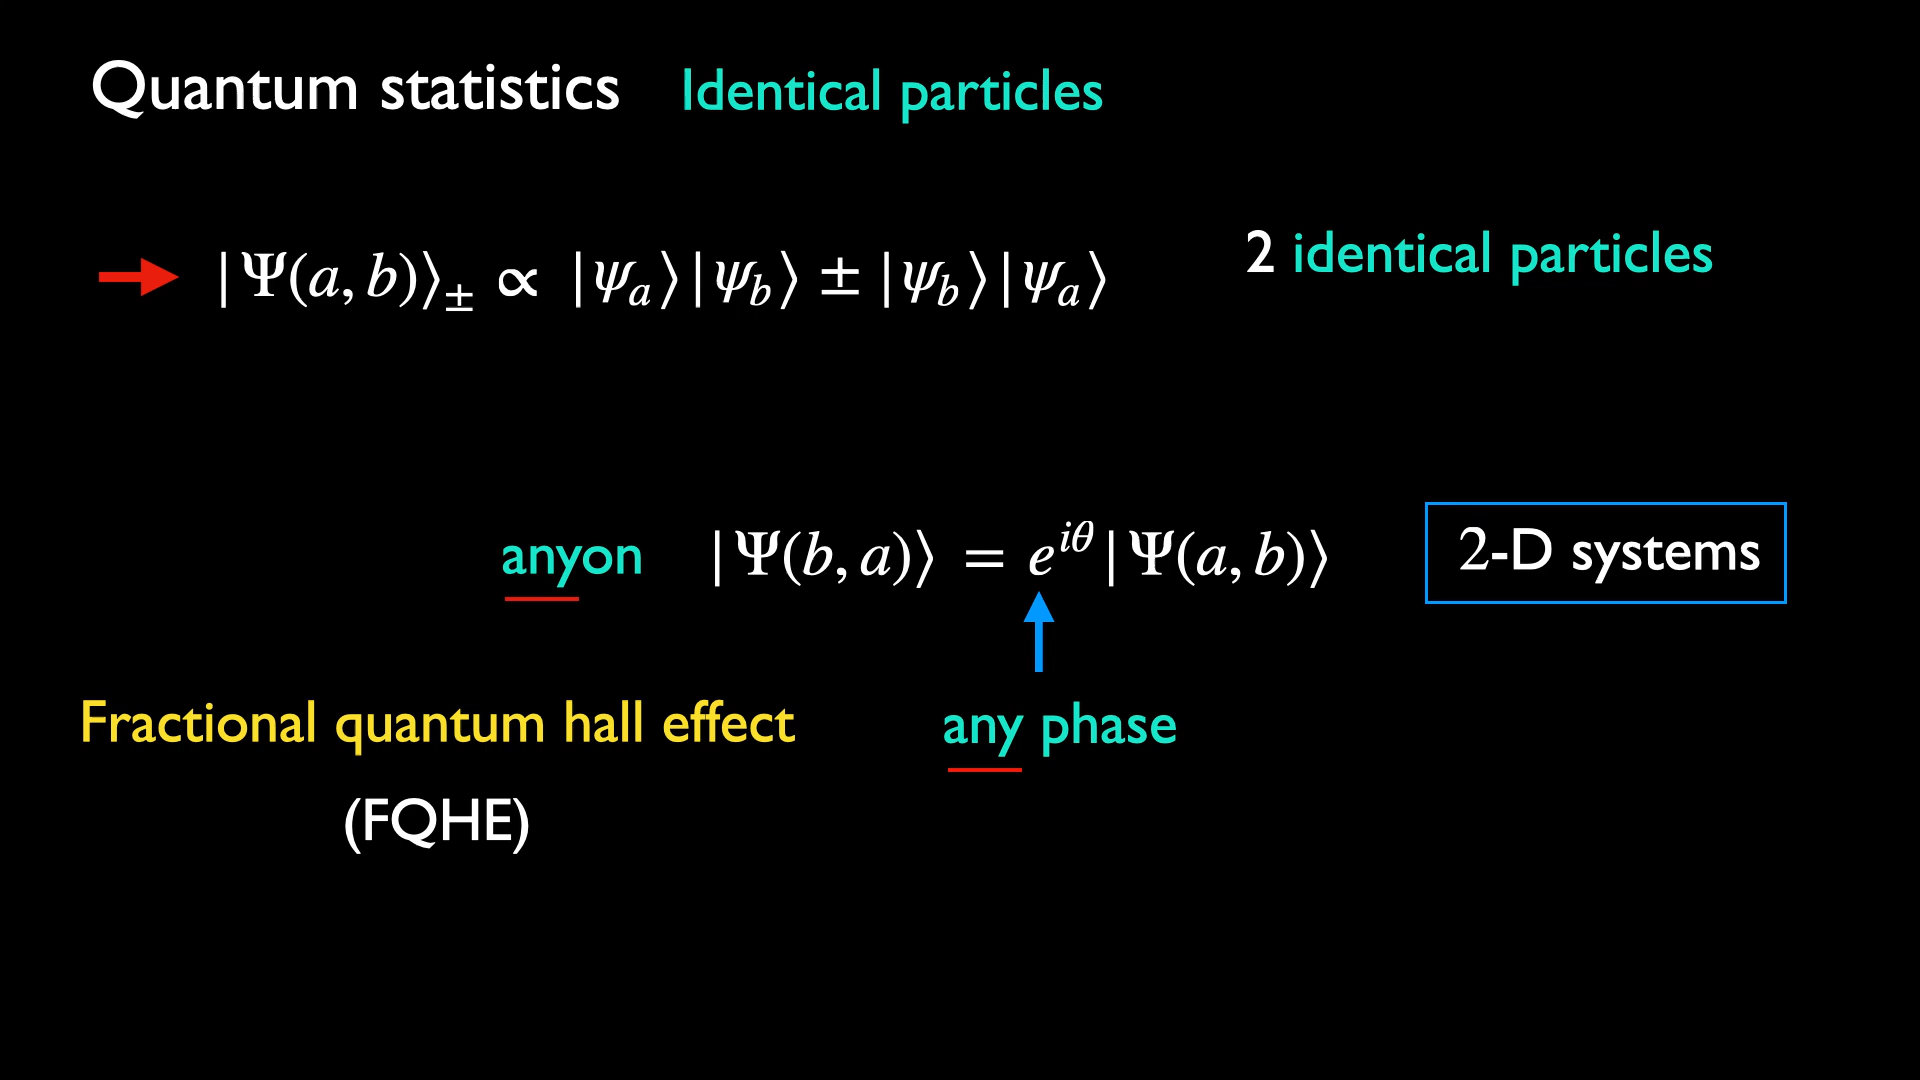 Quantum statistics Identical particles
|Ψ(a, b)⟩± ∝ |ψa⟩|ψb⟩ ± |ψb⟩|ψa⟩ 2 identical particles
anyon |Ψ(b, a)⟩ = e^{iθ}|Ψ(a, b)⟩ 2-D systems
Fractional quantum hall effect any phase
(FQHE)